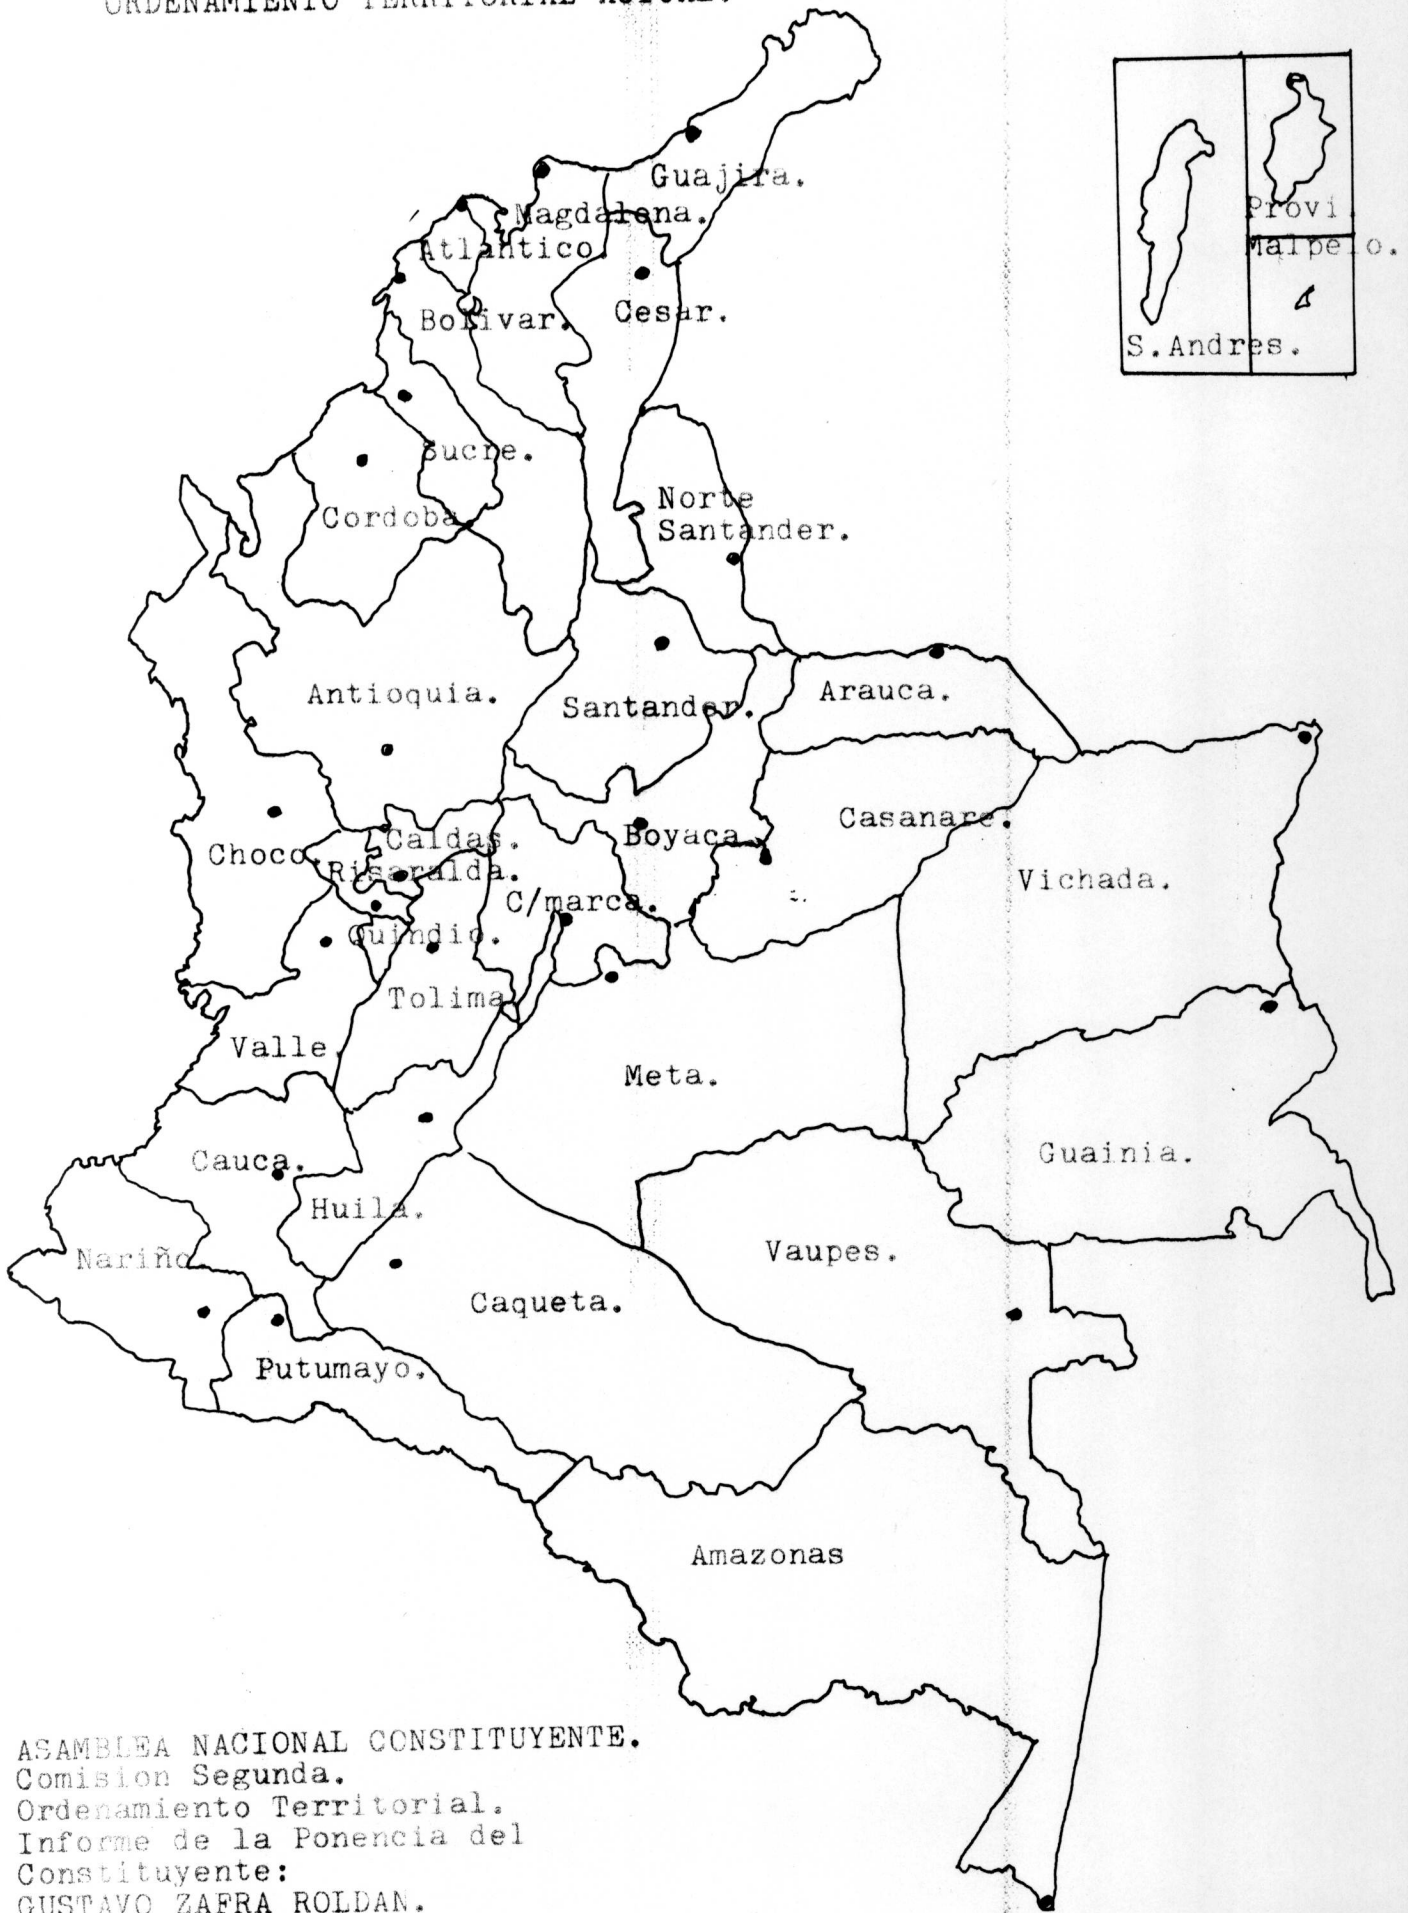 ORDENAMIENTO TERRITORIAL ACTUAL.
Guajira.
Magdalena.
Atlantico.
Provi.
Malpelo.
Bolivar.
Cesar.
S.Andres.
Sucre.
Norte
Santander.
Cordoba.
Antioquia.
Santander.
Arauca.
Casanare.
Caldas.
Boyaca.
Choco.
Risaralda.
Vichada.
C/marca.
Quindio.
Tolima.
Valle.
Meta.
Cauca.
Guainia.
Huila.
Nariño.
Vaupes.
Caqueta.
Putumayo.
Amazonas
ASAMBLEA NACIONAL CONSTITUYENTE.
Comision Segunda.
Ordenamiento Territorial.
Informe de la Ponencia del
Constituyente:
GUSTAVO ZAFRA ROLDAN.